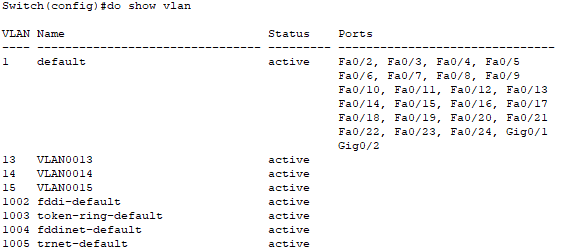 Switch(config)#do show vlan
VLAN Name Status Ports
---- -------------------------------- --------- -------------------------------
1 default active Fa0/2, Fa0/3, Fa0/4, Fa0/5
Fa0/6, Fa0/7, Fa0/8, Fa0/9
Fa0/10, Fa0/11, Fa0/12, Fa0/13
Fa0/14, Fa0/15, Fa0/16, Fa0/17
Fa0/18, Fa0/19, Fa0/20, Fa0/21
Fa0/22, Fa0/23, Fa0/24, Gig0/1
Gig0/2
13 VLAN0013 active
14 VLAN0014 active
15 VLAN0015 active
1002 fddi-default active
1003 token-ring-default active
1004 fddinet-default active
1005 trnet-default active